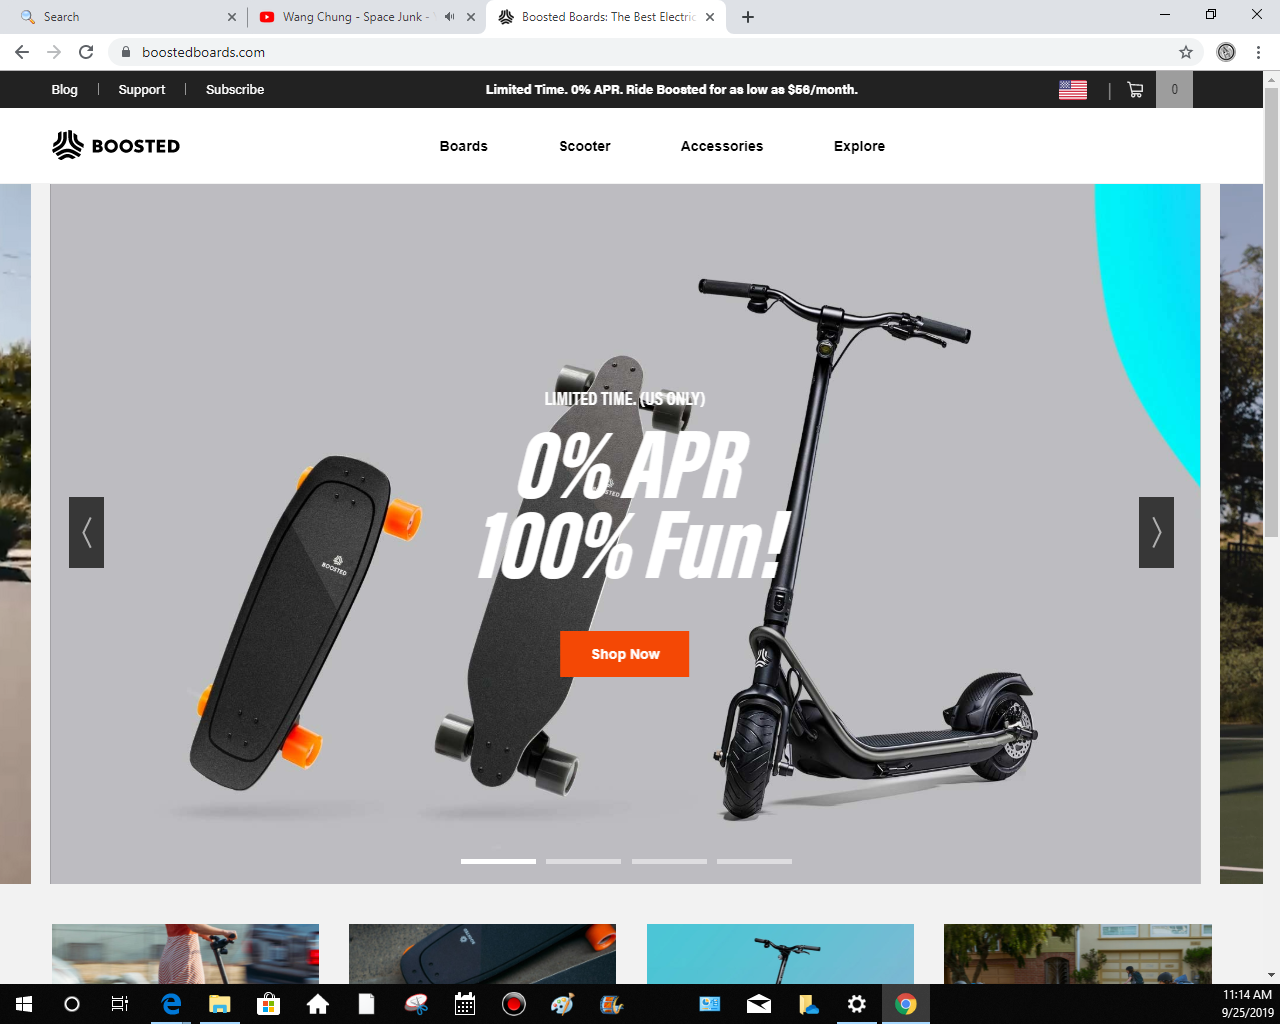 Search
Wang Chung - Space Junk -
Boosted Boards: The Best Electric
boostedboards.com
Blog
Support
Subscribe
Limited Time. 0% APR. Ride Boosted for as low as $56/month.
0
BOOSTED
Boards
Scooter
Accessories
Explore
LIMITED TIME. (US ONLY)
0% APR
100% Fun!
BOOSTED
Shop Now
11:14 AM
9/25/2019